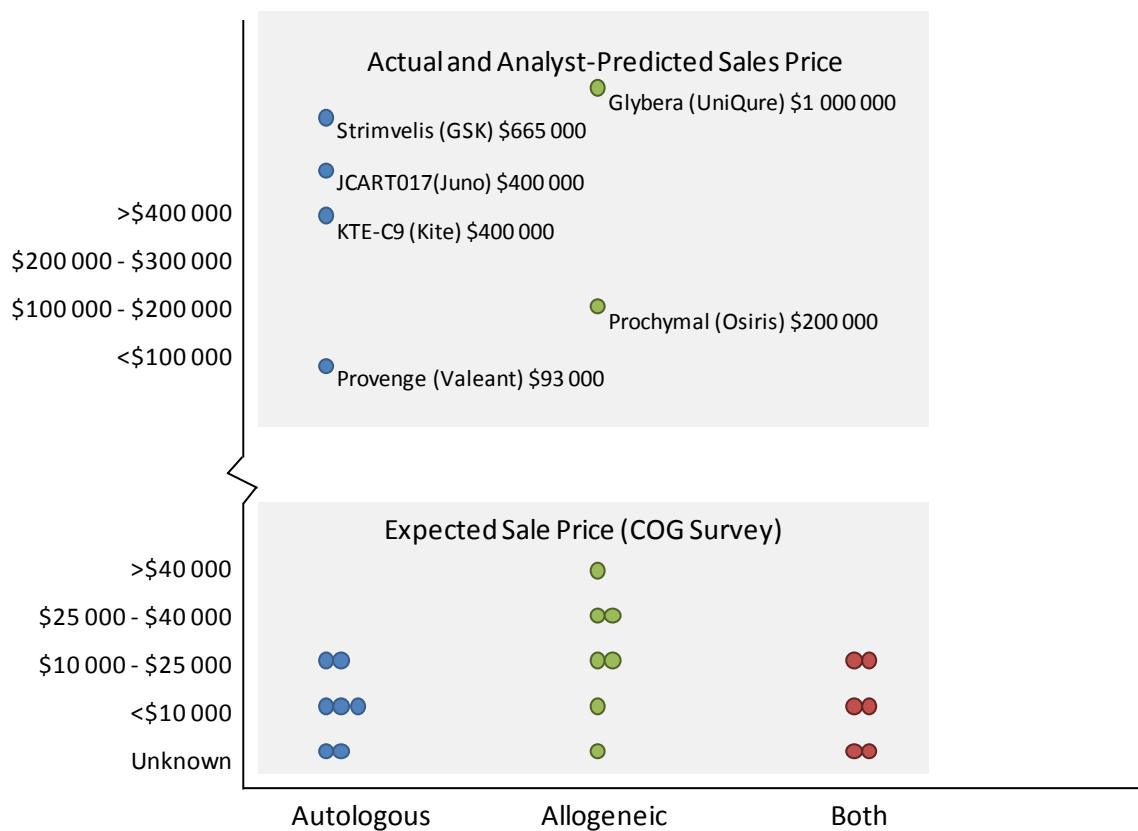 Actual and Analyst-Predicted Sales Price
Glybera (UniQure) $1 000 000
Strimvelis (GSK) $665 000
JCART017(Juno) $400 000
>$400 000
KTE-C9 (Kite) $400 000
$200 000 - $300 000
$100 000 - $200 000
Prochymal (Osiris) $200 000
<$100 000
Provenge (Valeant) $93 000
Expected Sale Price (COG Survey)
>$40 000
$25 000 - $40 000
$10 000 - $25 000
<$10 000
Unknown
Autologous
Allogeneic
Both